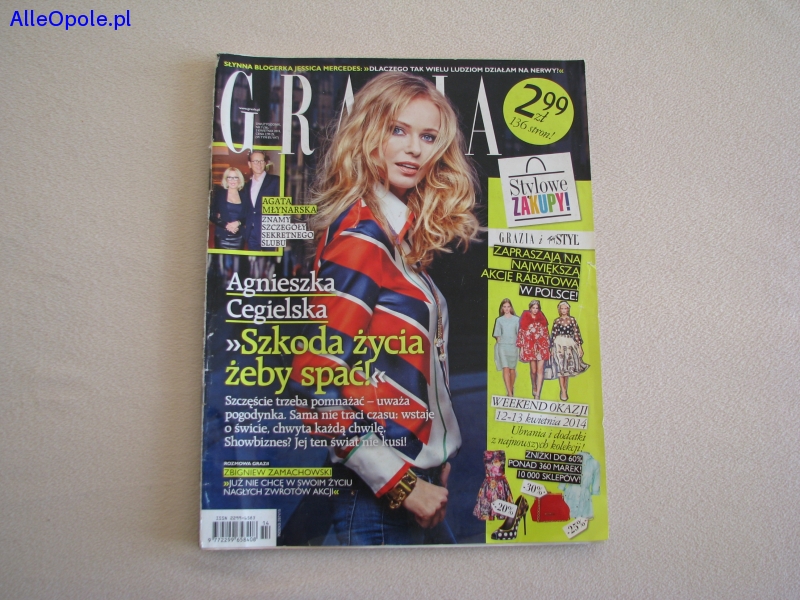 AlleOpole.pl
SŁYNNA BLOGERKA JESSICA MERCEDES: »DLACZEGO TAK WIELU LUDZIOM DZIAŁAM NA NERWY?«
GRAZIA
2,99
zł
136 stron!
AGATA
MŁYNARSKA
ZNAMY
SZCZEGÓŁY
SEKRETNEGO
ŚLUBU
Stylowe
ZAKUPY!
GRAZIA i STYL
ZAPRASZAJĄ NA
NAJWIĘKSZĄ
AKCJĘ RABATOWĄ
W POLSCE!
Agnieszka
Cegielska
»Szkoda życia
żeby spać!«
Szczęście trzeba pomnażać – uważa
pogodynka. Sama nie traci czasu: wstaje
o świcie, chwyta każdą chwilę.
Showbiznes? Jej ten świat nie kusi!
ROZMOWA GRAZII
ZBIGNIEW ZAMACHOWSKI
»JUŻ NIE CHCĘ W SWOIM ŻYCIU
NAGŁYCH ZWROTÓW AKCJI«
WEEKEND OKAZJI
12-13 kwietnia 2014
Ubrania i dodatki
z najnowszych kolekcji!
ZNIŻKI DO 60%
PONAD 360 MAREK!
10 000 SKLEPÓW!
-20%
-30%
-25%